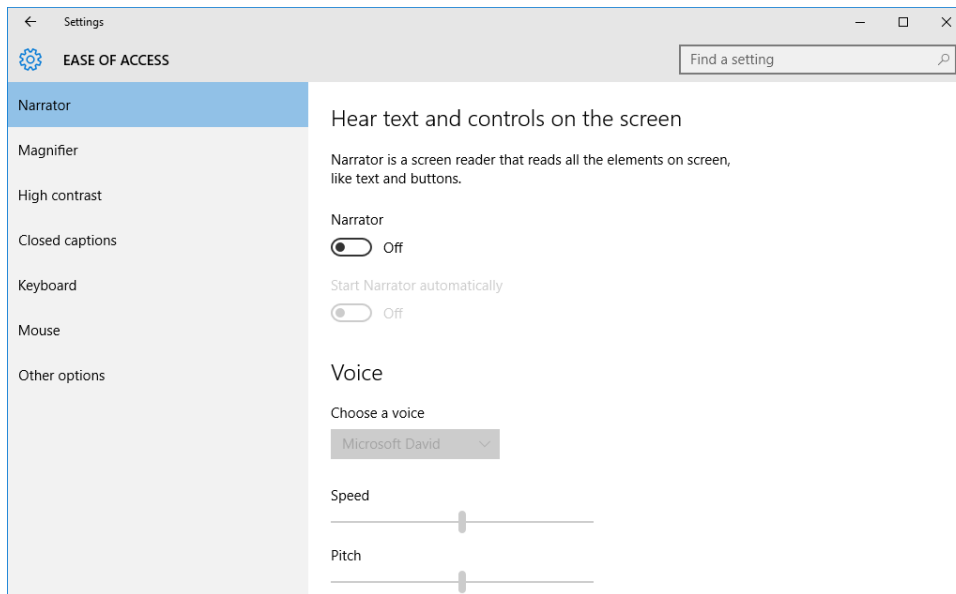 Settings
EASE OF ACCESS
Find a setting
Narrator
Magnifier
High contrast
Closed captions
Keyboard
Mouse
Other options
Hear text and controls on the screen
Narrator is a screen reader that reads all the elements on screen,
like text and buttons.
Narrator
Off
Start Narrator automatically
Off
Voice
Choose a voice
Microsoft David
Speed
Pitch